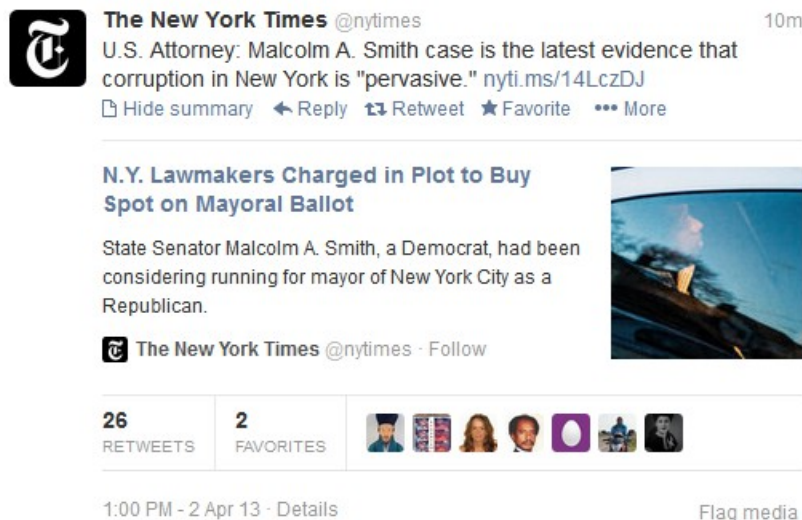 The New York Times @nytimes 10m
U.S. Attorney: Malcolm A. Smith case is the latest evidence that
corruption in New York is "pervasive." nyti.ms/14LczDJ
Hide summary Reply Retweet Favorite More
N.Y. Lawmakers Charged in Plot to Buy
Spot on Mayoral Ballot
State Senator Malcolm A. Smith, a Democrat, had been
considering running for mayor of New York City as a
Republican.
The New York Times @nytimes · Follow
26 2
RETWEETS FAVORITES
1:00 PM - 2 Apr 13 · Details Flag media